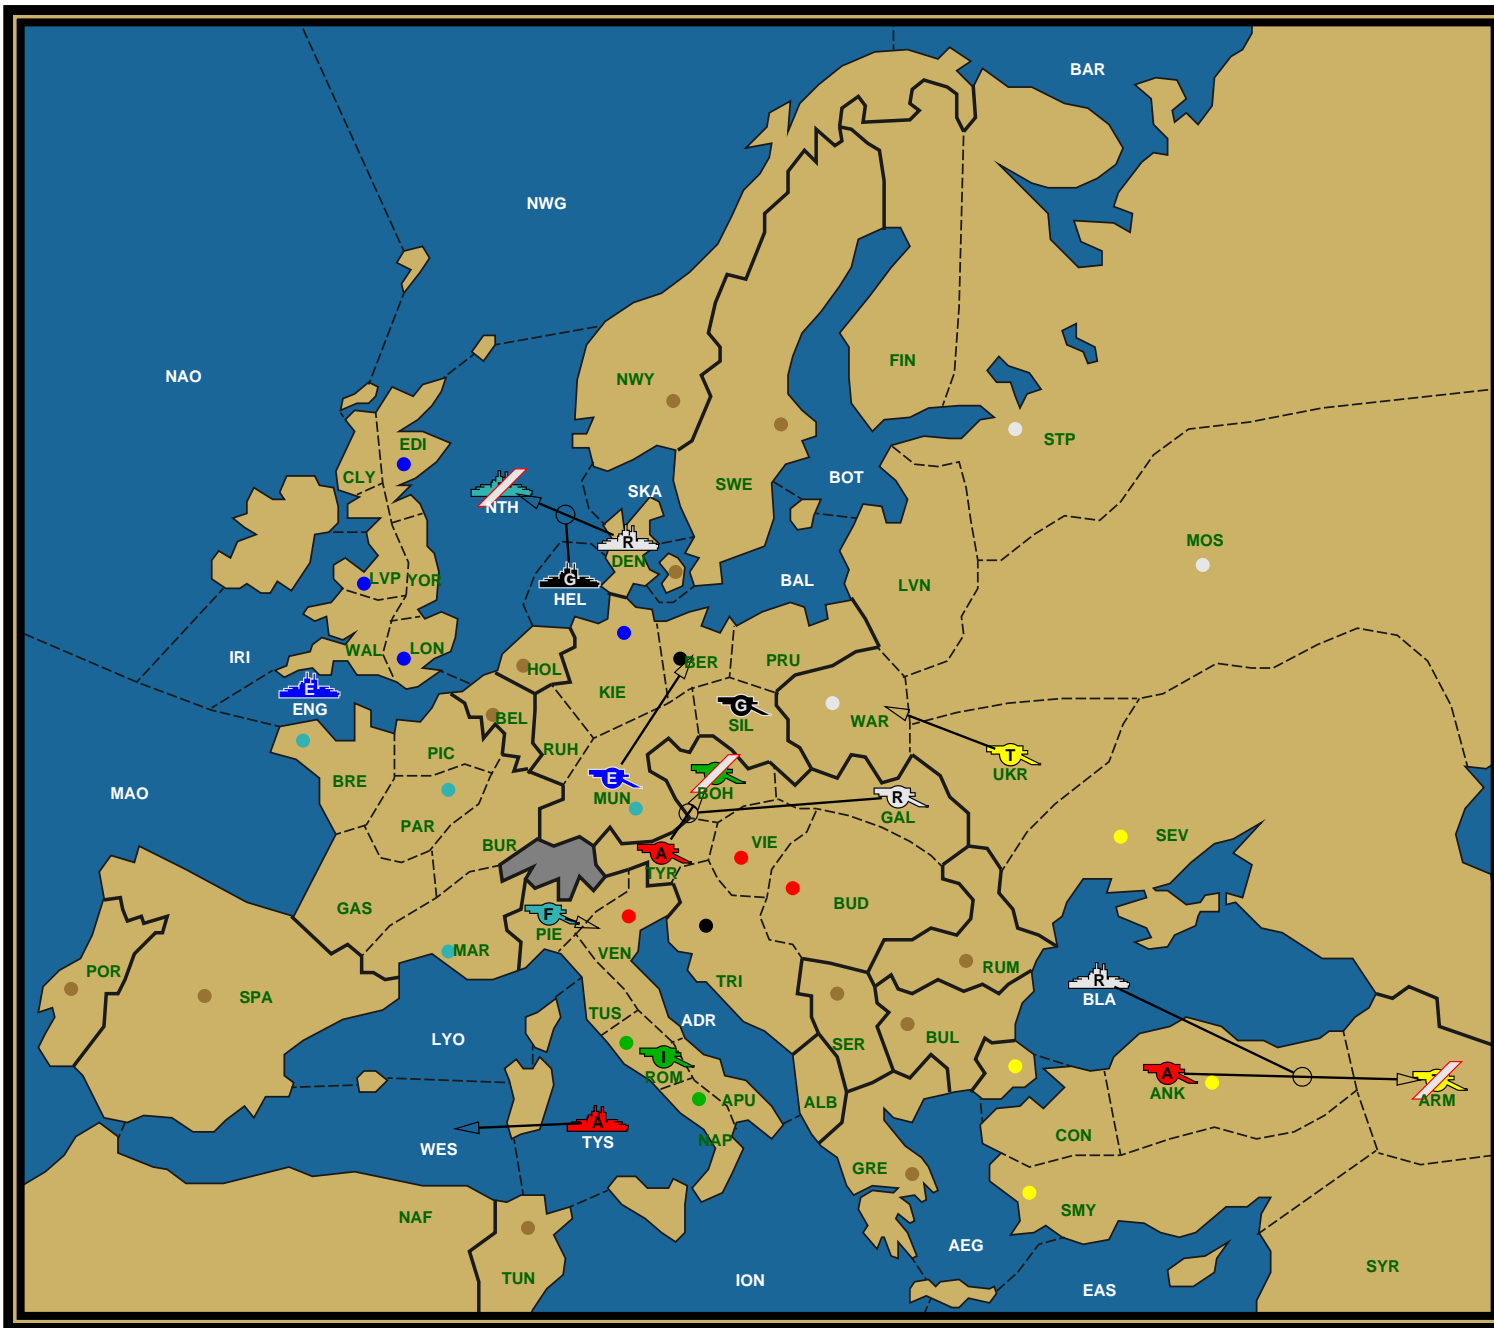 BAR
NWG
NAO
FIN
NWY
STP
EDI
CLY
SWE
BOT
SKA
NTH
R
DEN
MOS
G
HEL
BAL
LVN
LVP
YOR
IRI
WAL
LON
HOL
BER
PRU
KIE
E
ENG
BEL
G
SIL
WAR
RUH
PIC
T
UKR
BRE
E
MUN
BOH
MAO
R
GAL
PAR
SEV
BUR
VIE
A
TYR
BUD
GAS
F
PIE
VEN
MAR
POR
SPA
TRI
RUM
R
BLA
TUS
ADR
LYO
BUL
SER
I
ROM
A
ANK
ARM
APU
ALB
A
TYS
WES
NAP
CON
GRE
NAF
SMY
AEG
TUN
ION
SYR
EAS